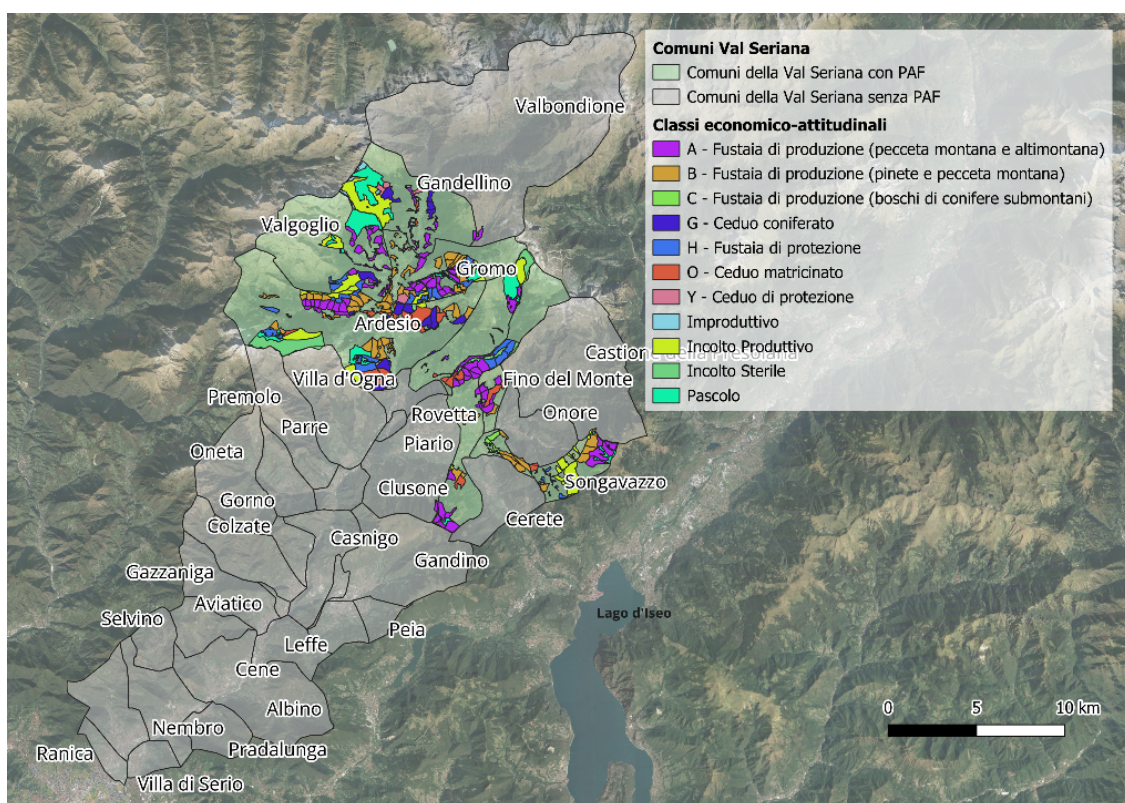 Comuni Val Seriana
Comuni della Val Seriana con PAF
Comuni della Val Seriana senza PAF
Classi economico-attitudinali
A - Fustaia di produzione (pecceta montana e altimontana)
B - Fustaia di produzione (pinete e pecceta montana)
C - Fustaia di produzione (boschi di conifere submontani)
G - Ceduo coniferato
H - Fustaia di protezione
O - Ceduo matricinato
Y - Ceduo di protezione
Improduttivo
Incolto Produttivo
Incolto Sterile
Pascolo
Valbondione
Gandellino
Valgoglio
Gromo
Ardesio
Castione della Presolana
Villa d'Ogna
Fino del Monte
Premolo
Rovetta
Onore
Parre
Piario
Oneta
Clusone
Songavazzo
Gorno
Cerete
Colzate
Casnigo
Gandino
Gazzaniga
Aviatico
Selvino
Lago d'Iseo
Peia
Leffe
Cene
Albino
Nembro
Pradalunga
Ranica
Villa di Serio
0 5 10 km